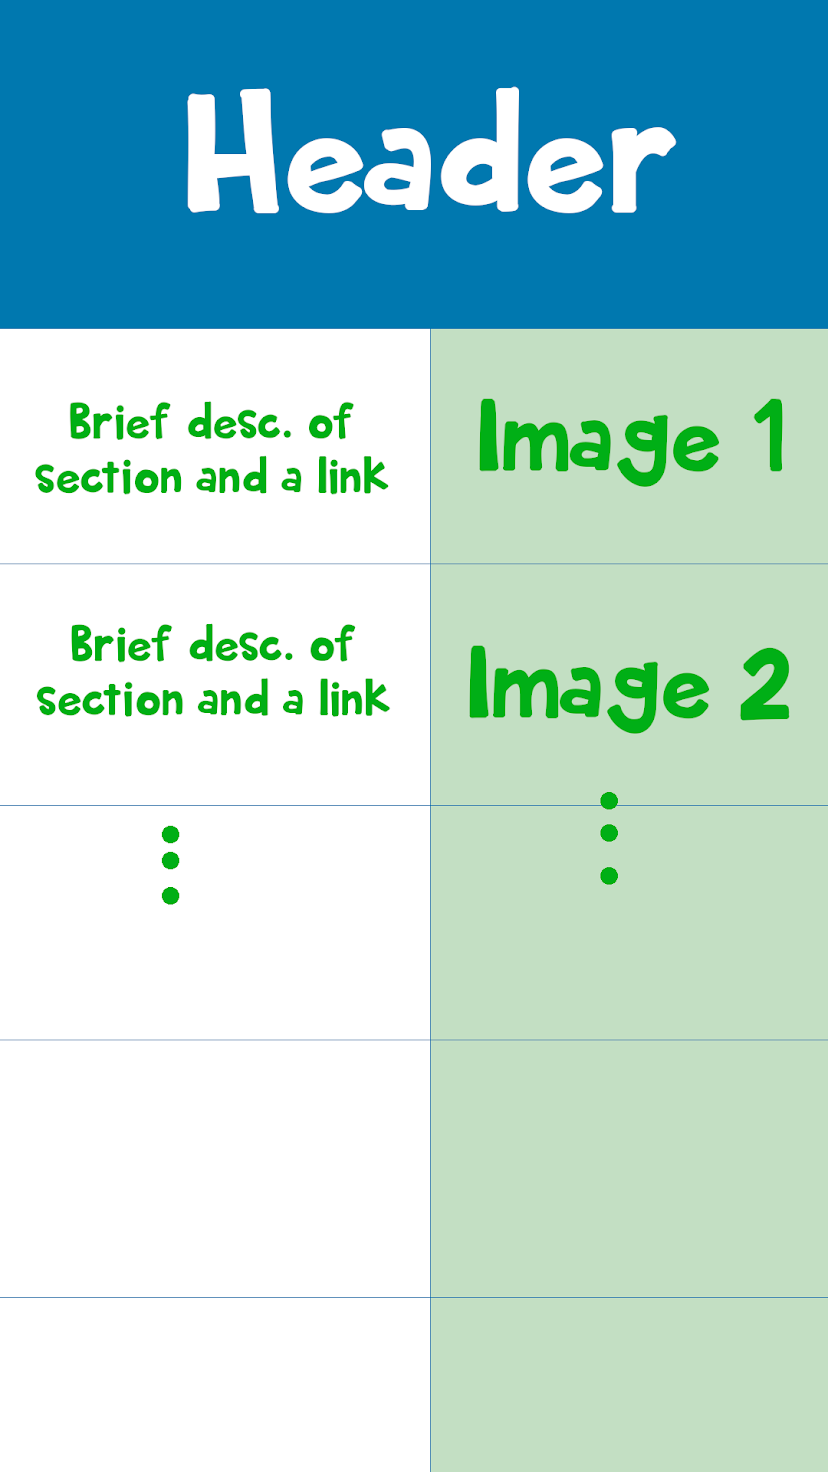 Header
Brief desc. of
section and a link
Image 1
Brief desc. of
section and a link
Image 2